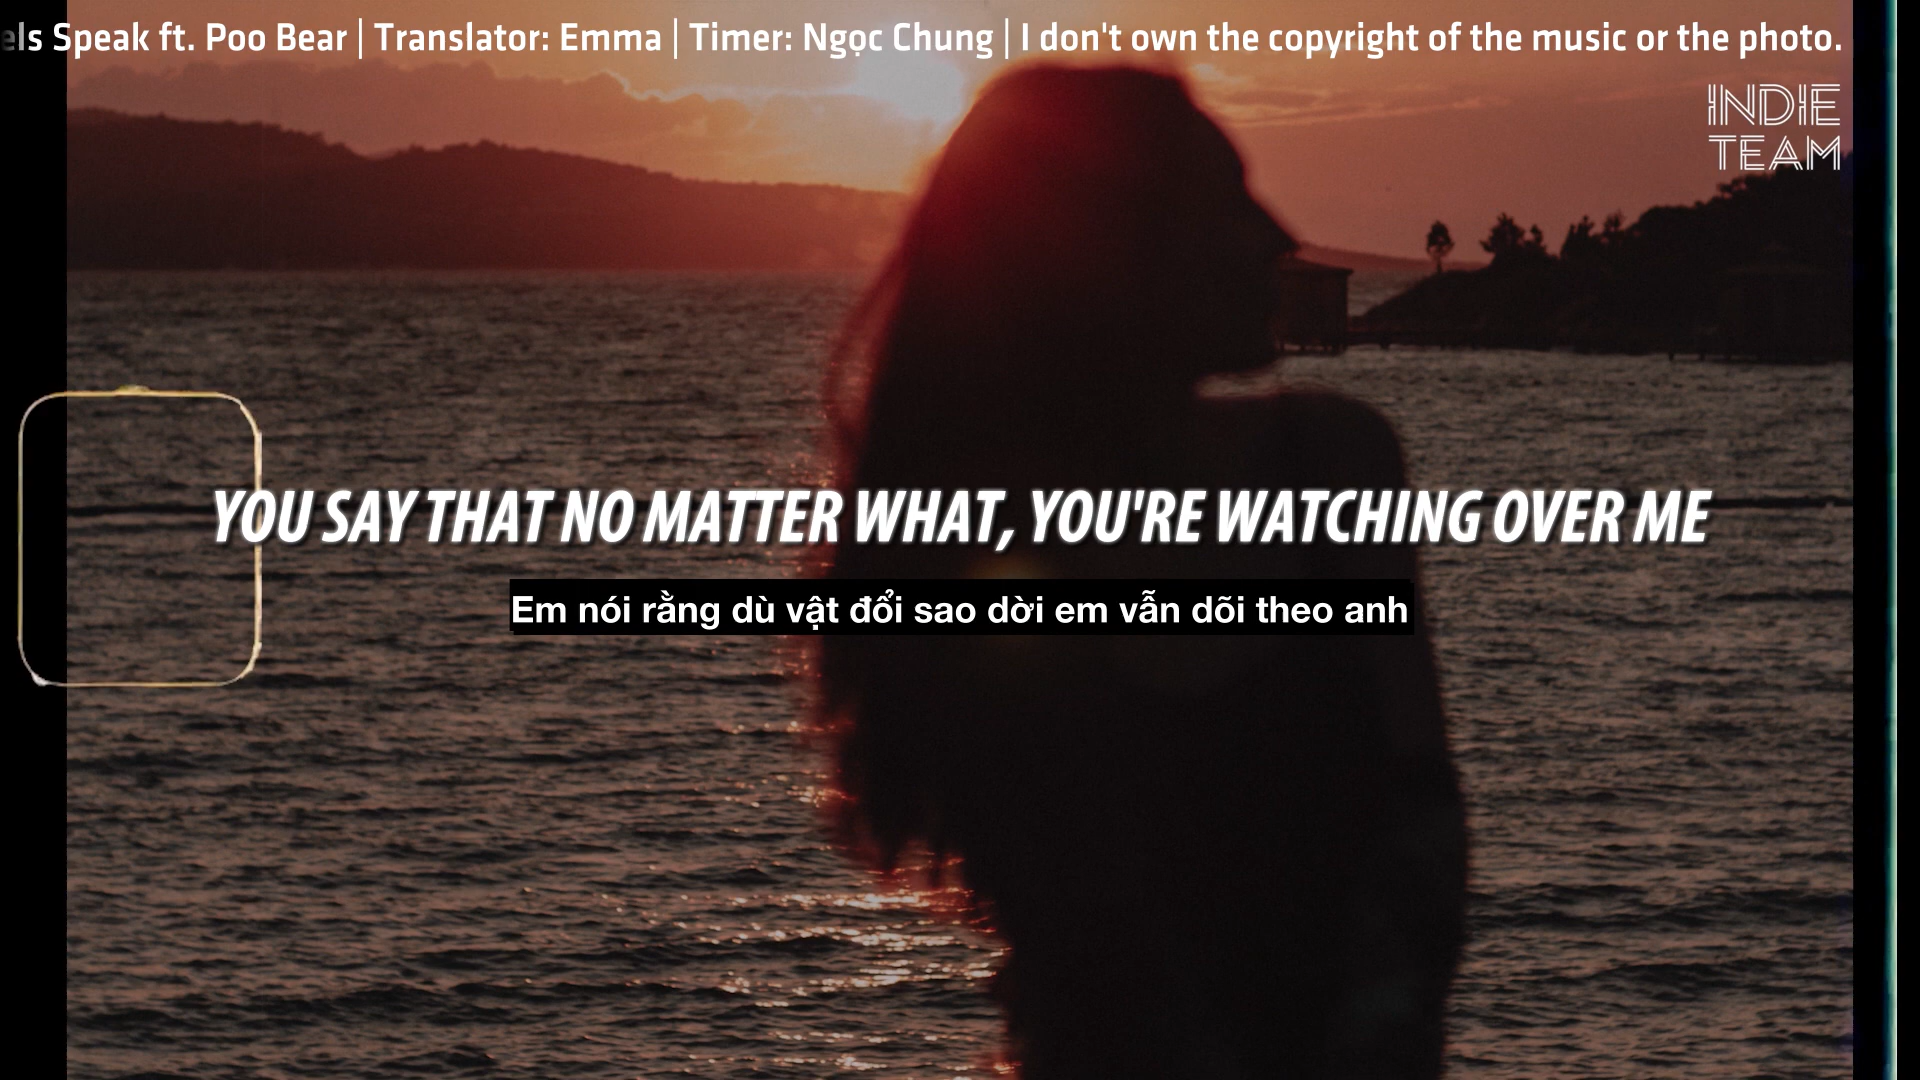 els Speak ft. Poo Bear | Translator: Emma | Timer: Ngọc Chung | I don't own the copyright of the music or the photo.
INDIE
TEAM
YOU SAY THAT NO MATTER WHAT, YOU'RE WATCHING OVER ME
Em nói rằng dù vật đổi sao dời em vẫn dõi theo anh